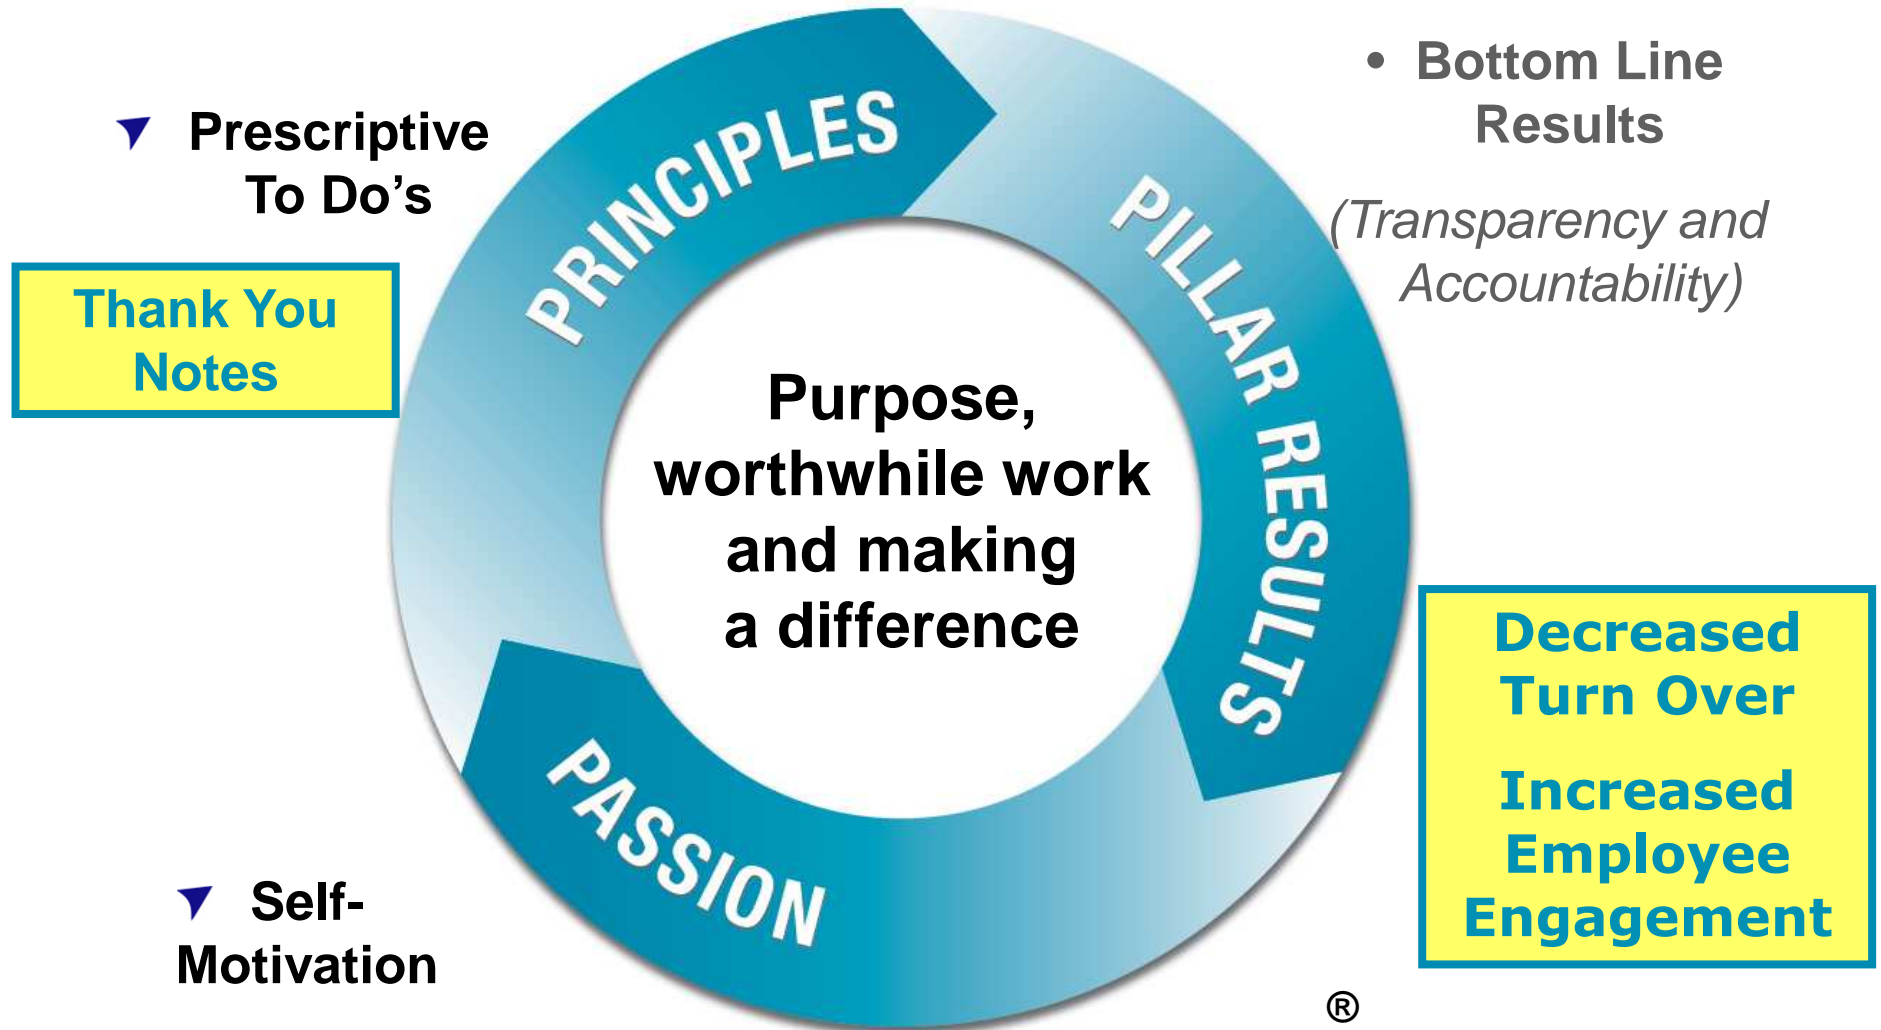 Prescriptive
To Do’s
Thank You
Notes
PRINCIPLES
• Bottom Line
Results
(Transparency and
Accountability)
PILLAR RESULTS
Purpose,
worthwhile work
and making
a difference
Decreased
Turn Over
Increased
Employee
Engagement
PASSION
Self-
Motivation
®